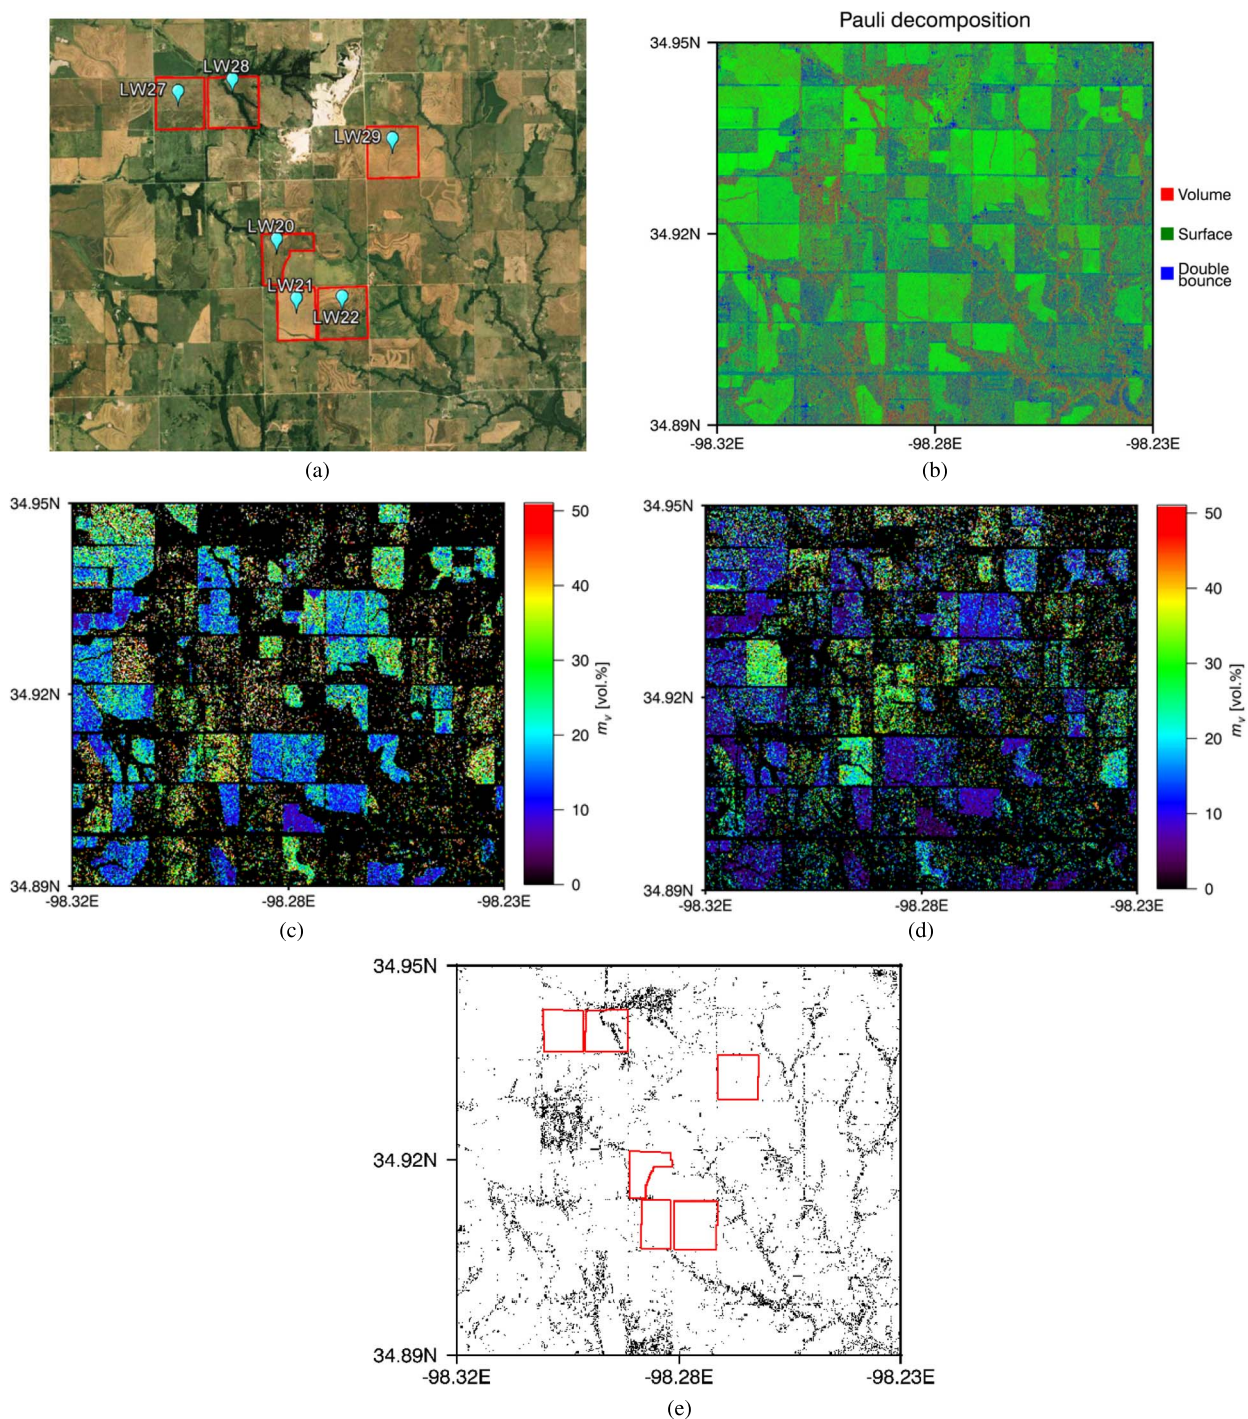 LW28
LW27
LW29
LW20
LW21
LW22
(a)
Pauli decomposition
34.95N
34.92N
34.89N
-98.32E
-98.28E
-98.23E
Volume
Surface
Double
bounce
(b)
34.95N
34.92N
34.89N
-98.32E
-98.28E
-98.23E
50
40
30
20
10
0
mv [vol.%]
(c)
34.95N
34.92N
34.89N
-98.32E
-98.28E
-98.23E
50
40
30
20
10
0
mv [vol.%]
(d)
34.95N
34.92N
34.89N
-98.32E
-98.28E
-98.23E
(e)